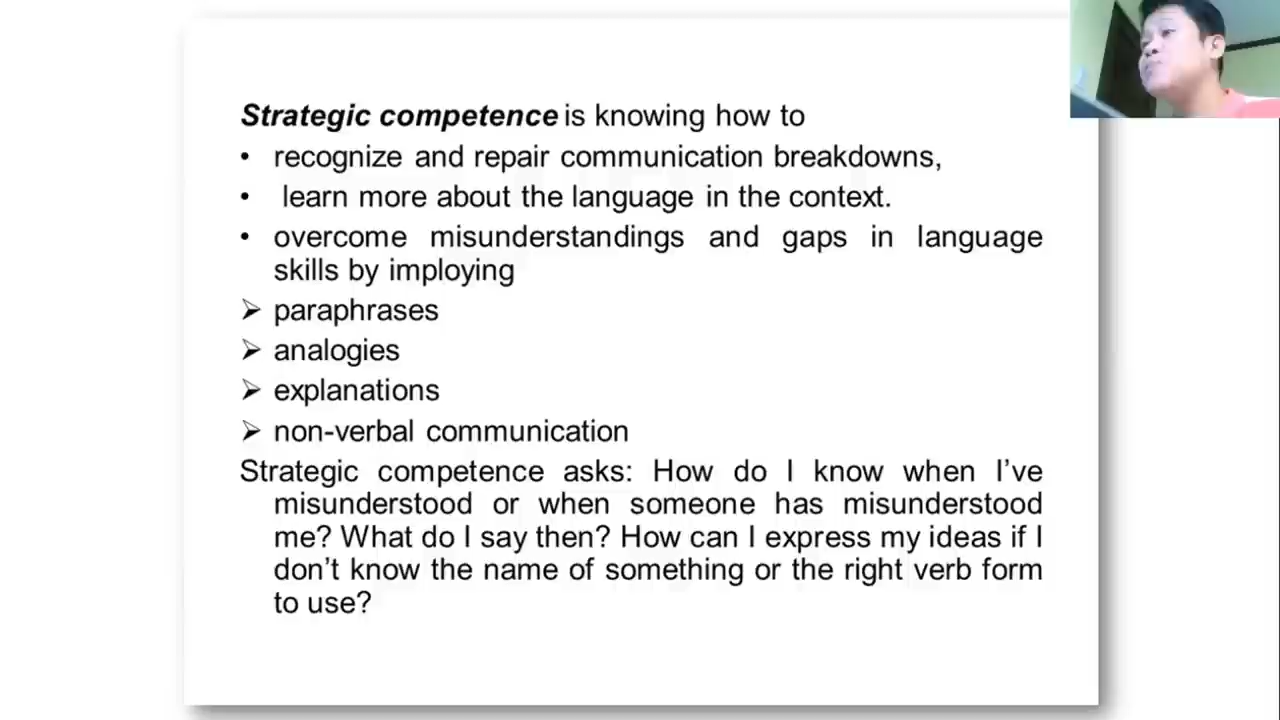 Strategic competence is knowing how to
• recognize and repair communication breakdowns,
• learn more about the language in the context.
• overcome misunderstandings and gaps in language
skills by imploying
➢ paraphrases
➢ analogies
➢ explanations
➢ non-verbal communication
Strategic competence asks: How do I know when I’ve
misunderstood or when someone has misunderstood
me? What do I say then? How can I express my ideas if I
don’t know the name of something or the right verb form
to use?